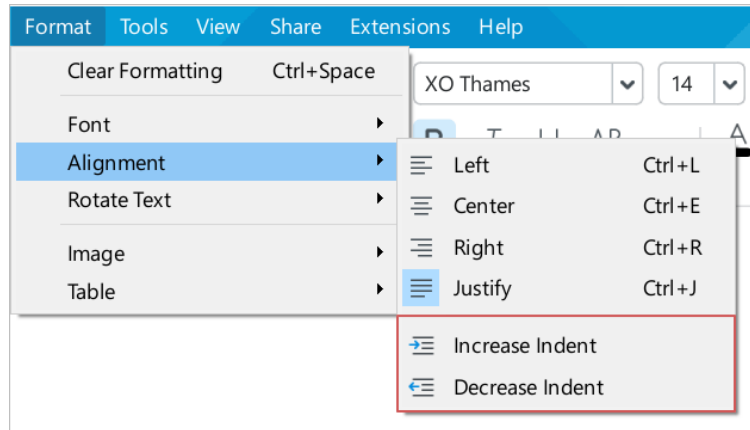 Format Tools View Share Extensions Help
Clear Formatting Ctrl+Space
XO Thames 14
Font
Alignment
Rotate Text
Image
Table
Left Ctrl+L
Center Ctrl+E
Right Ctrl+R
Justify Ctrl+J
Increase Indent
Decrease Indent